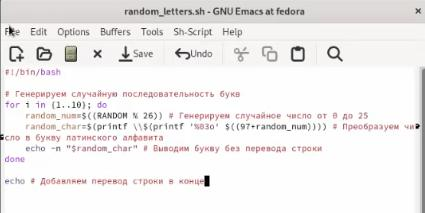 random_letters.sh - GNU Emacs at fedora
File Edit Options Buffers Tools Sh-Script Help
Save Undo
#!/bin/bash
# Генерируем случайную последовательность букв
for i in {1..10}; do
    random_num=$((RANDOM % 26)) # Генерируем случайное число от 0 до 25
    random_char=$(printf \\$(printf '%03o' $((97+random_num)))) # Преобразуем чи
сло в букву латинского алфавита
    echo -n "$random_char" # Выводим букву без перевода строки
done
echo # Добавляем перевод строки в конце